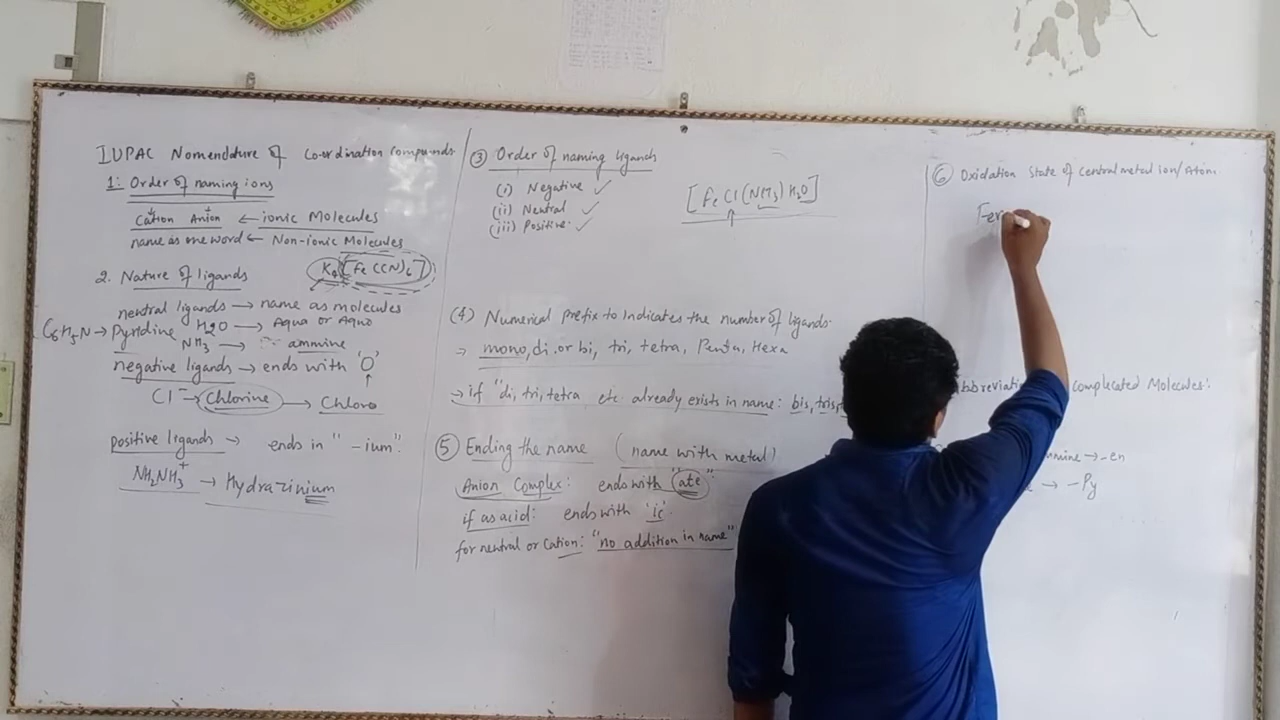 IUPAC Nomenclature of Co-ordination Compounds
1: Order of naming ions
Cation Anion ← ionic Molecules
name as one word ← Non-ionic Molecules
2. Nature of ligands
K4[Fe(CN)6]
neutral ligands → name as molecules
C6H5N → Pyridine H2O → Aqua or Aquo
NH3 → ammine
negative ligands → ends with 'O'
Cl⁻ → Chlorine → Chloro
positive ligands → ends in "-ium".
NH2NH3⁺ → Hydrazinium
③ Order of naming ligands
(i) Negative ✓
(ii) Neutral ✓
(iii) Positive ✓
[Fe Cl(NH3) H2O]
(4) Numerical prefix to indicates the number of ligands.
→ mono, di or bi, tri, tetra, Penta, Hexa
→ if "di, tri, tetra etc. already exists in name: bis, tris,
⑤ Ending the name (name with metal)
Anion Complex: ends with "ate"
if as acid: ends with 'ic'.
for neutral or Cation: "no addition in name"
⑥ Oxidation State of central metal Ion/Atom
Fer
complecated Molecules:
→ -en
→ -Py